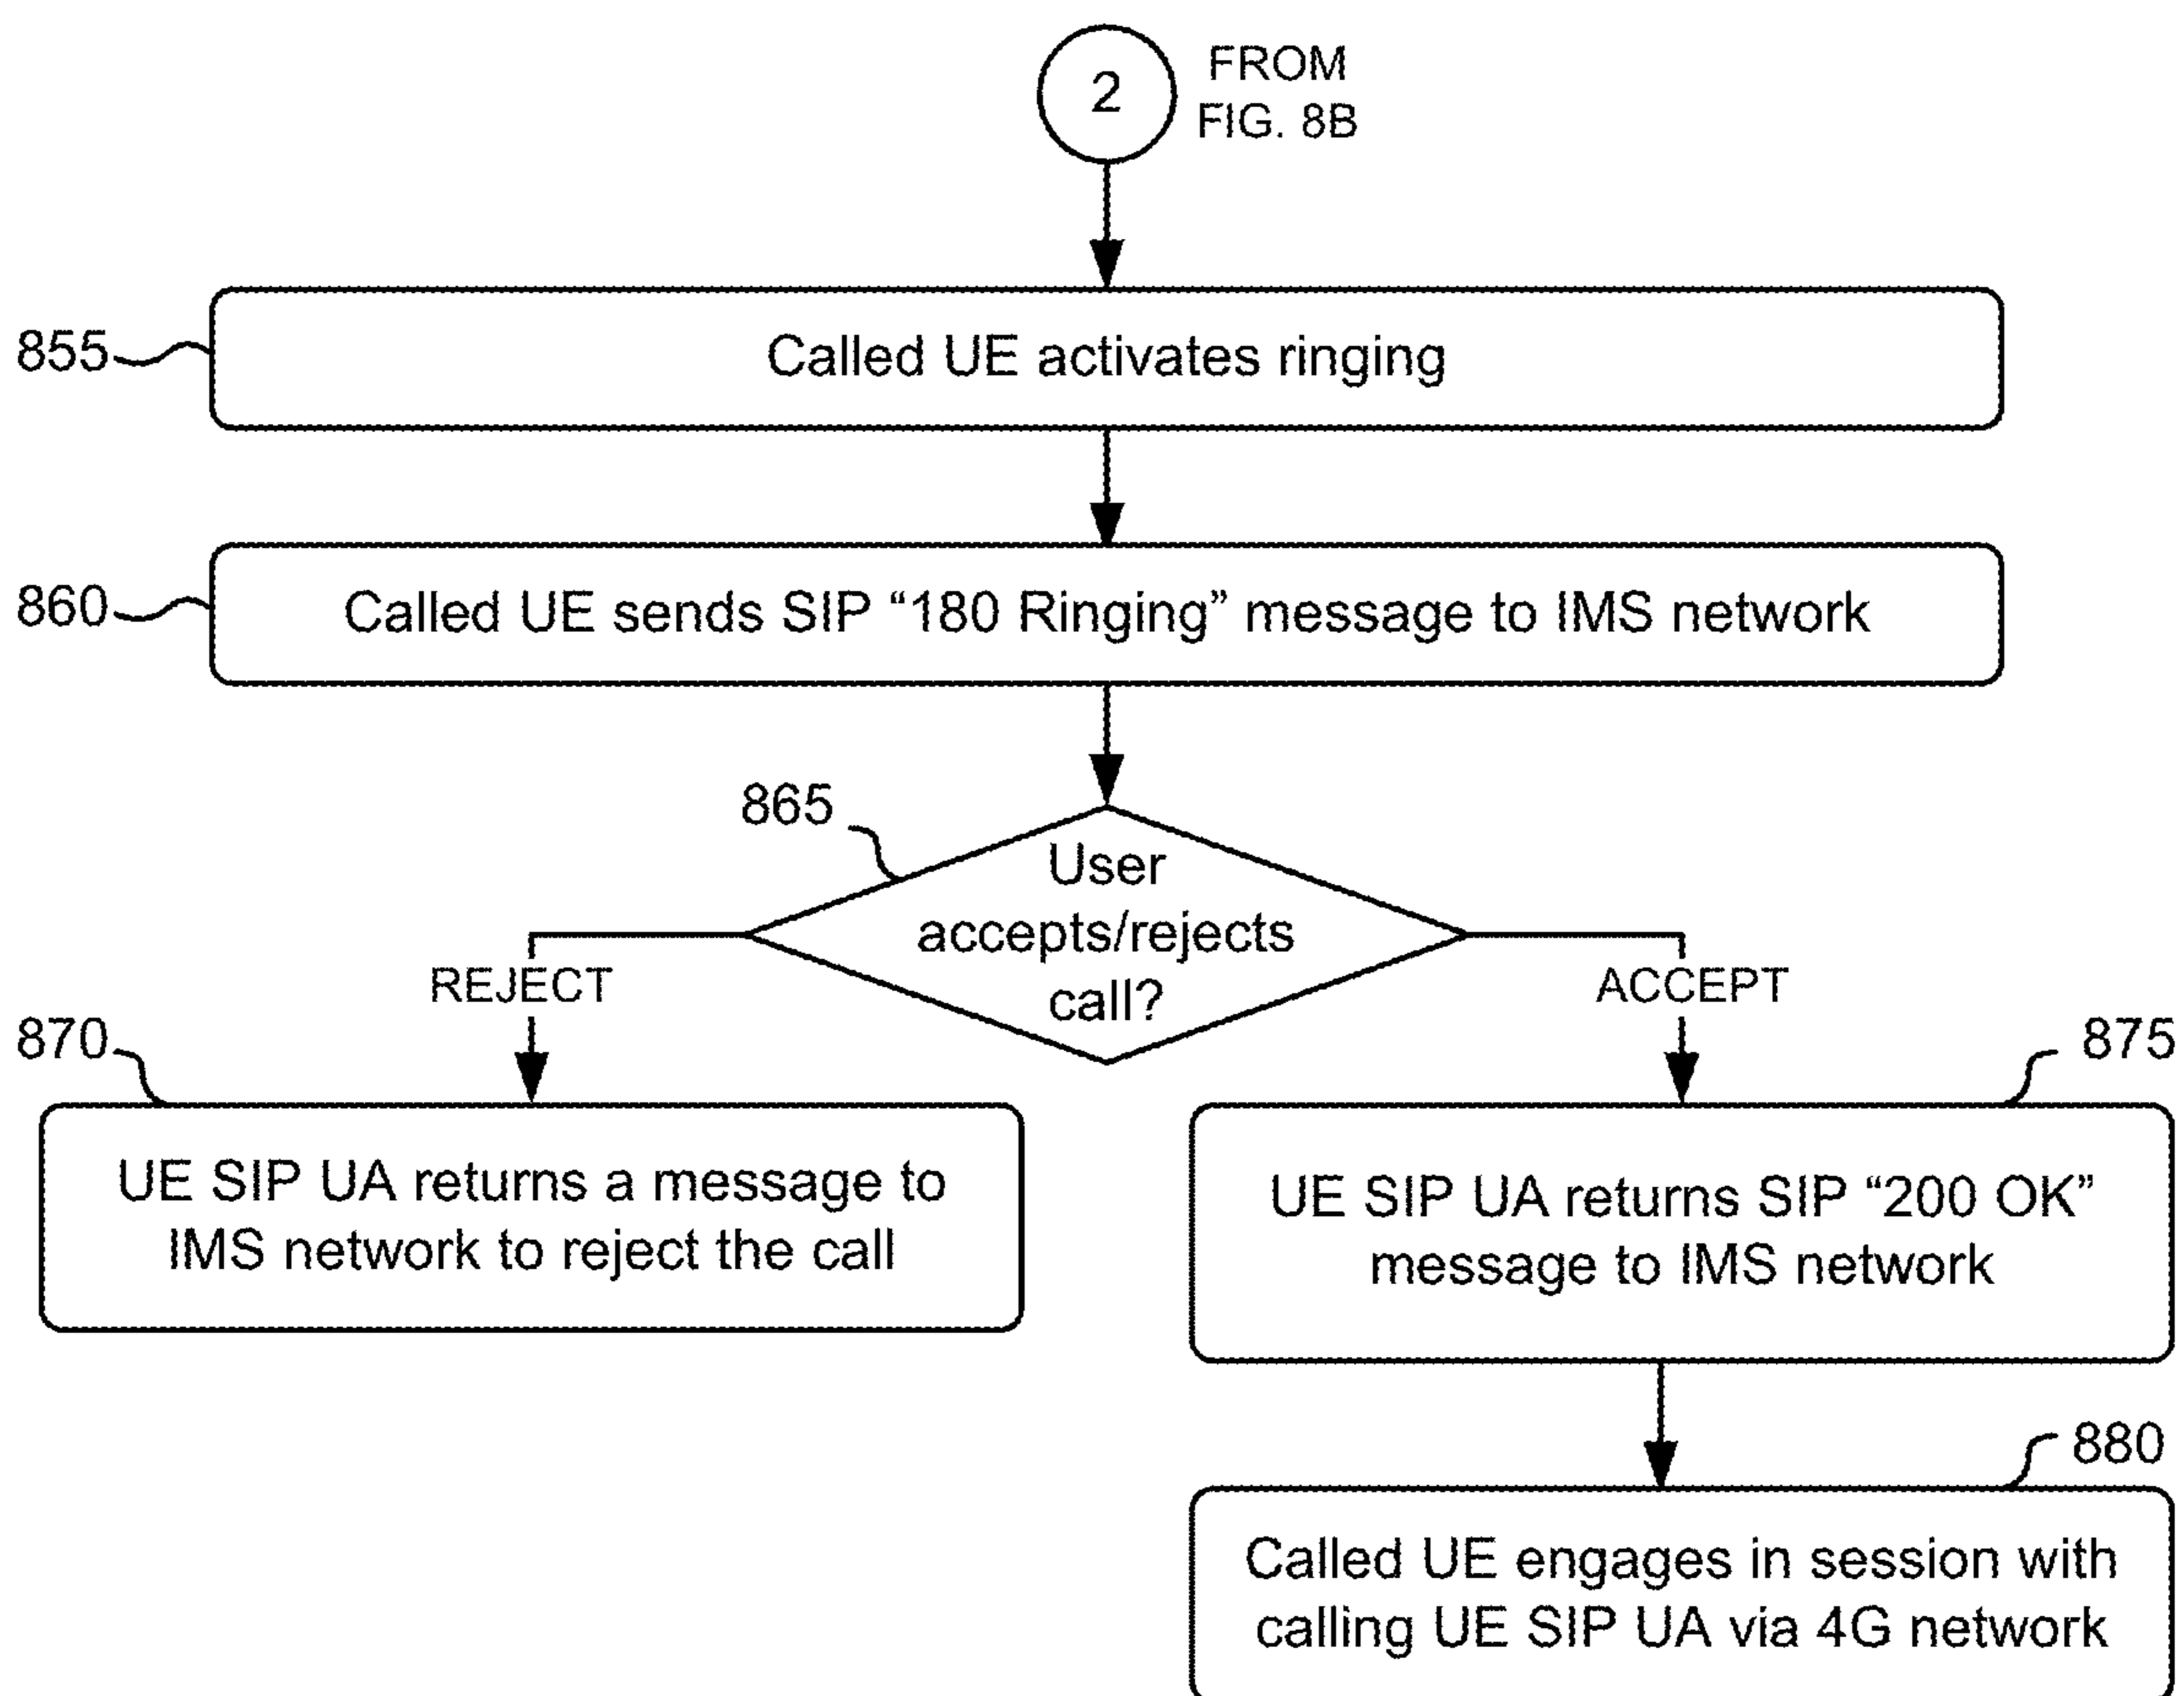 2
FROM
FIG. 8B
855
Called UE activates ringing
860
Called UE sends SIP “180 Ringing” message to IMS network
865
User
accepts/rejects
call?
REJECT
ACCEPT
870
UE SIP UA returns a message to
IMS network to reject the call
875
UE SIP UA returns SIP “200 OK”
message to IMS network
880
Called UE engages in session with
calling UE SIP UA via 4G network